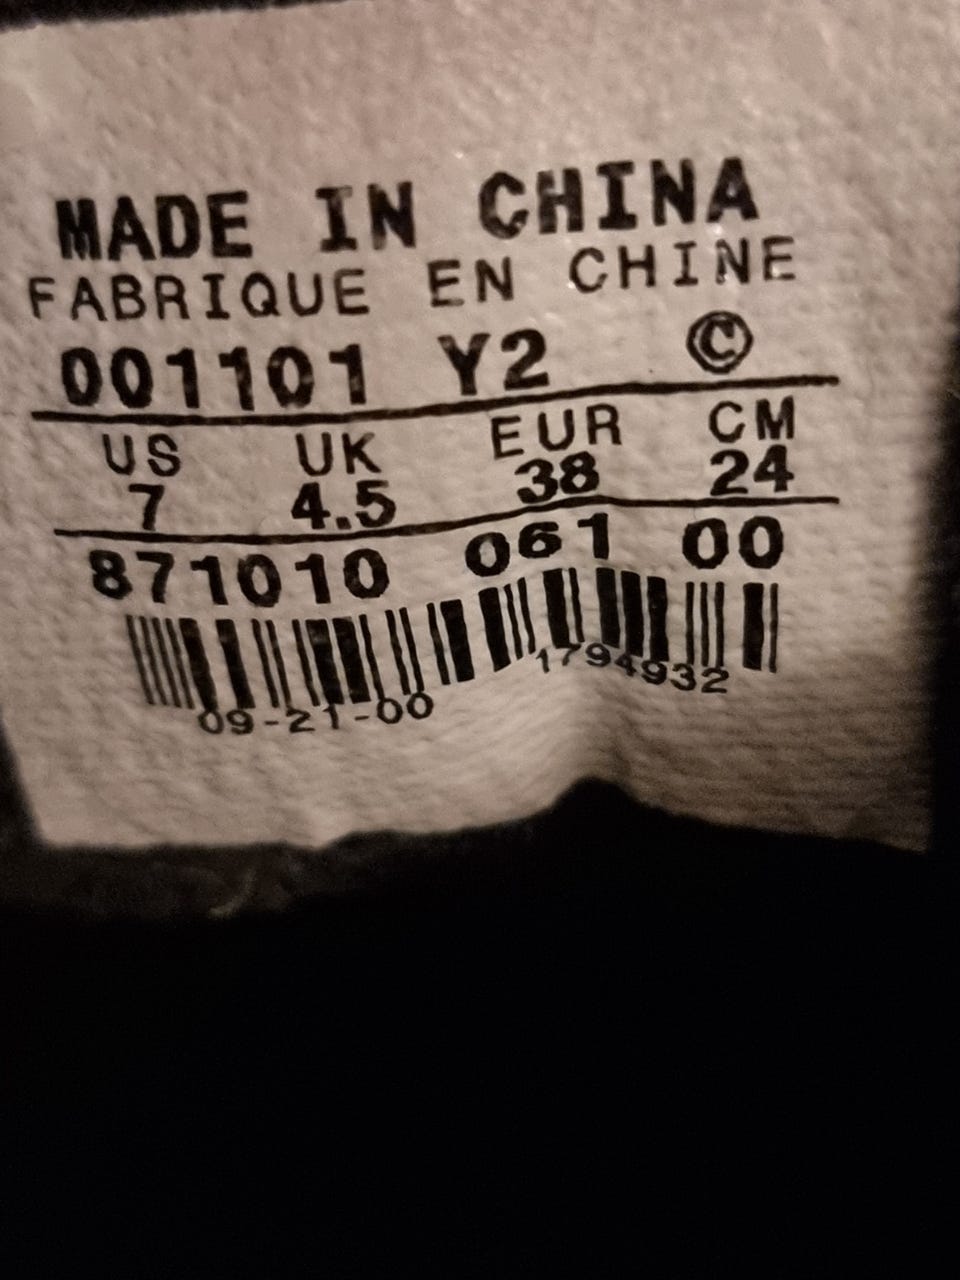 MADE IN CHINA
FABRIQUE EN CHINE
001101 Y2 ©
US UK EUR CM
7 4.5 38 24
871010 061 00
09-21-00 1794932